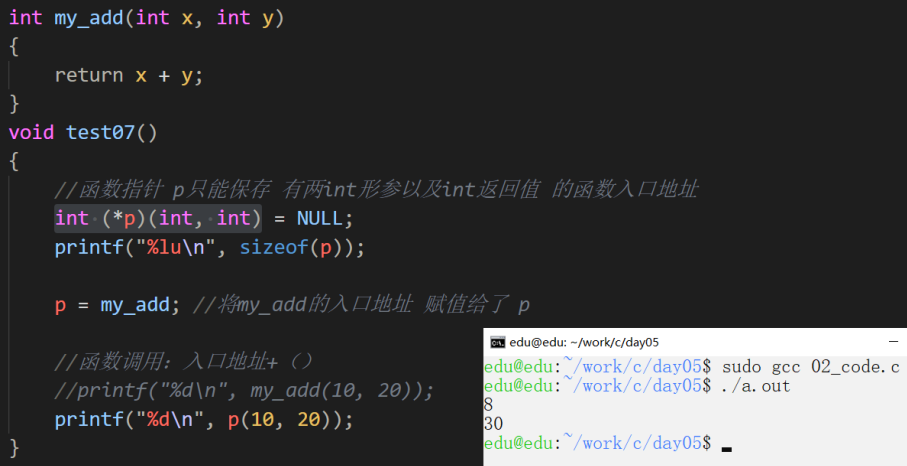 int my_add(int x, int y)
{
    return x + y;
}
void test07()
{
    //函数指针 p只能保存 有两int形参以及int返回值 的函数入口地址
    int (*p)(int, int) = NULL;
    printf("%lu\n", sizeof(p));
    p = my_add; //将my_add的入口地址 赋值给了 p
    //函数调用：入口地址+（）
    //printf("%d\n", my_add(10, 20));
    printf("%d\n", p(10, 20));
}
edu@edu: ~/work/c/day05
edu@edu:~/work/c/day05$ sudo gcc 02_code.c
edu@edu:~/work/c/day05$ ./a.out
8
30
edu@edu:~/work/c/day05$